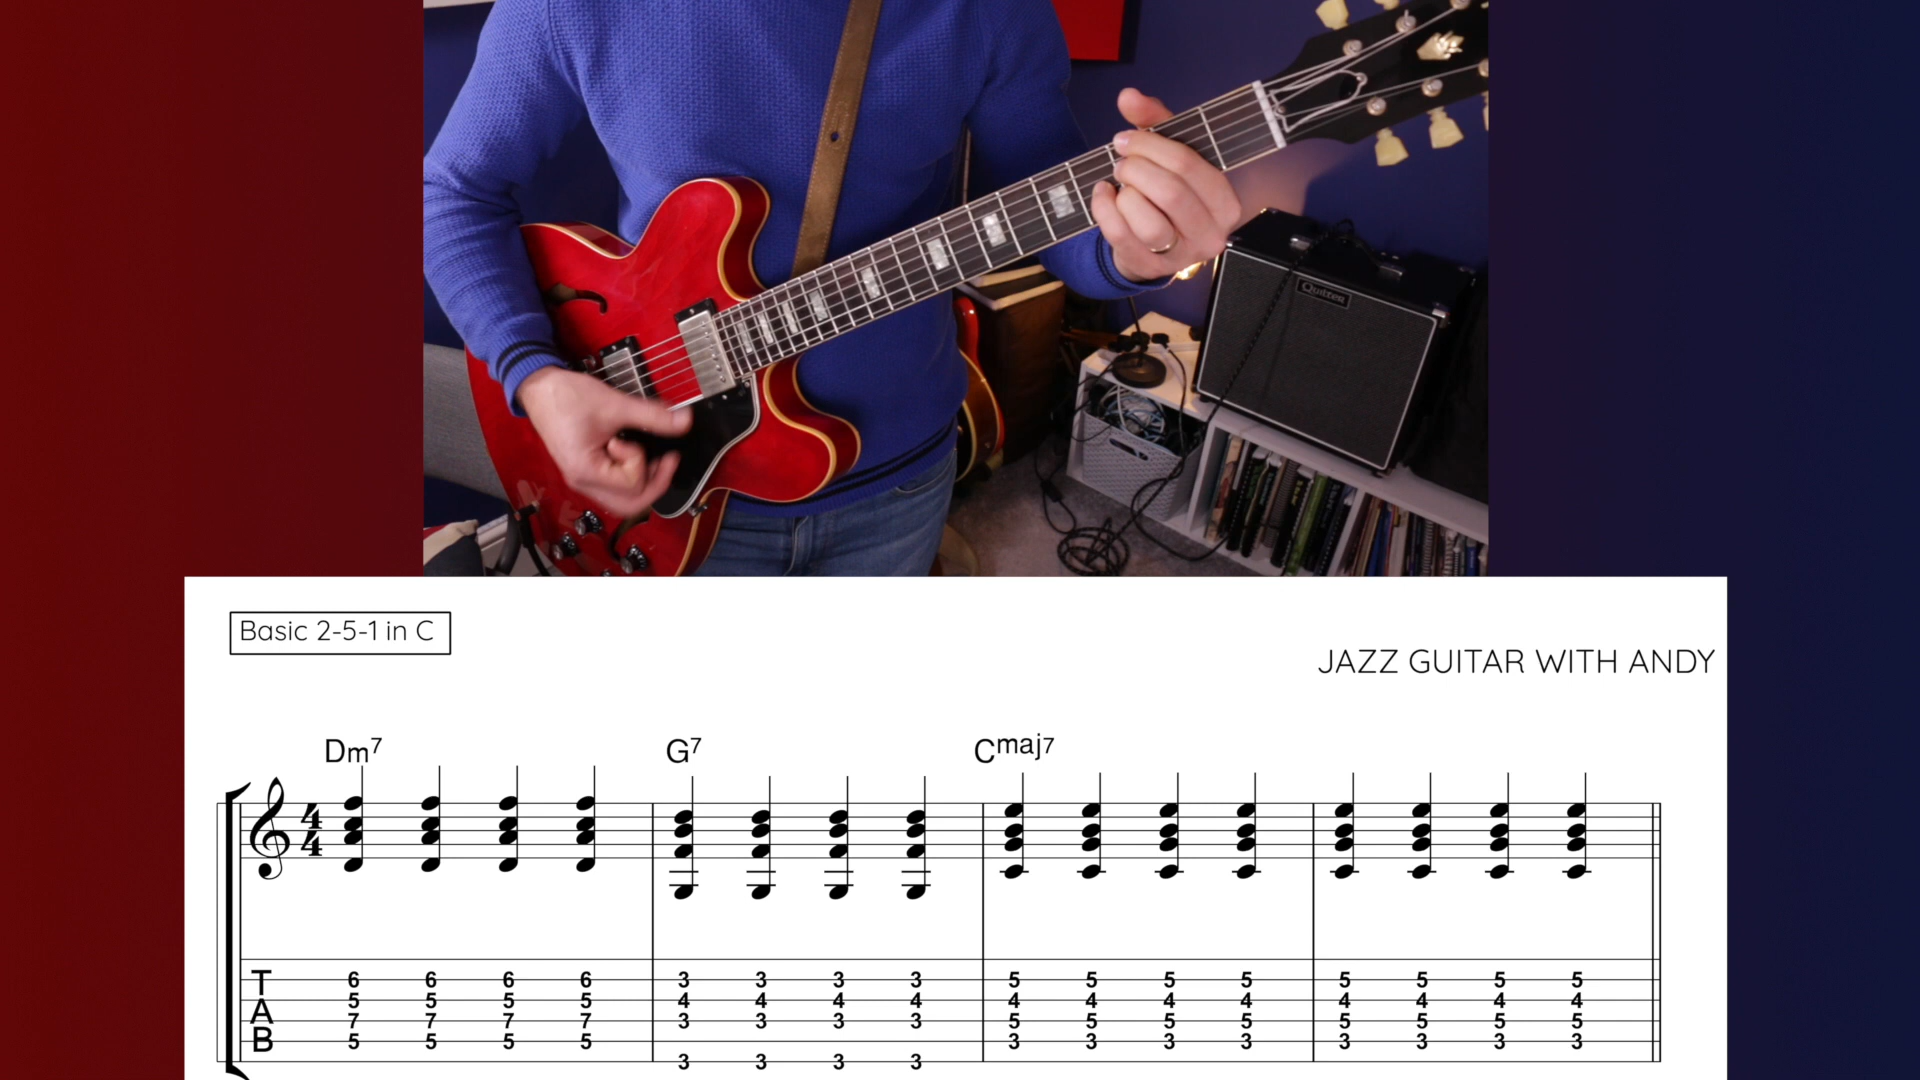 Quilter
Basic 2-5-1 in C
JAZZ GUITAR WITH ANDY
Dm7 G7 Cmaj7
4
4
T 6 6 6 6 3 3 3 3 5 5 5 5 5 5 5 5
5 5 5 5 4 4 4 4 4 4 4 4 4 4 4 4
A 7 7 7 7 3 3 3 3 5 5 5 5 5 5 5 5
B 5 5 5 5 3 3 3 3 3 3 3 3
3 3 3 3